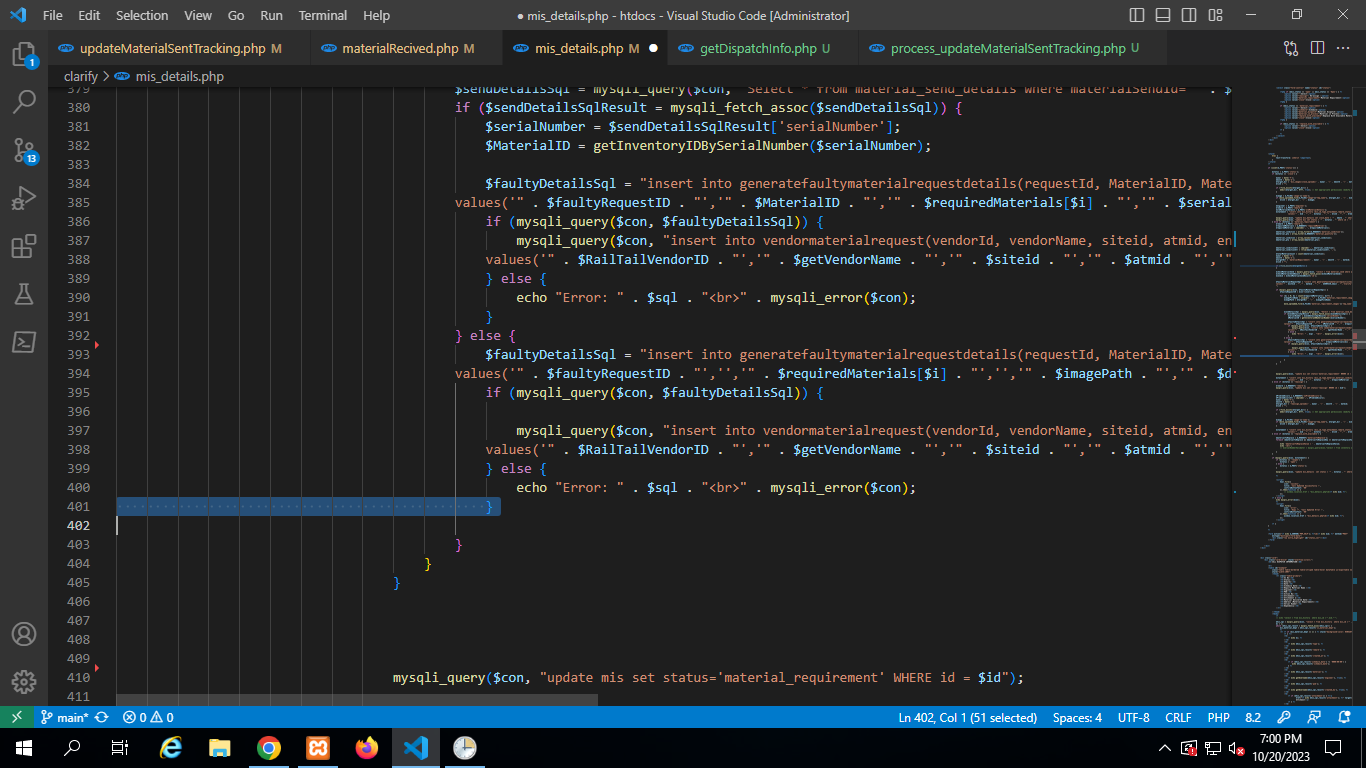 File Edit Selection View Go Run Terminal Help
● mis_details.php - htdocs - Visual Studio Code [Administrator]
updateMaterialSentTracking.php M
materialRecived.php M
mis_details.php M ●
getDispatchInfo.php U
process_updateMaterialSentTracking.php U
clarify > mis_details.php
379 $sendDetailsSql = mysqli_query($con, "Select * from material_send_details where materialSendId='" . $
380 if ($sendDetailsSqlResult = mysqli_fetch_assoc($sendDetailsSql)) {
381 $serialNumber = $sendDetailsSqlResult['serialNumber'];
382 $MaterialID = getInventoryIDBySerialNumber($serialNumber);
383
384 $faultyDetailsSql = "insert into generatefaultymaterialrequestdetails(requestId, MaterialID, Mate
385 values('" . $faultyRequestID . "','" . $MaterialID . "','" . $requiredMaterials[$i] . "','" . $serial
386 if (mysqli_query($con, $faultyDetailsSql)) {
387 mysqli_query($con, "insert into vendormaterialrequest(vendorId, vendorName, siteid, atmid, en
388 values('" . $RailTailVendorID . "','" . $getVendorName . "','" . $siteid . "','" . $atmid . "','"
389 } else {
390 echo "Error: " . $sql . "<br>" . mysqli_error($con);
391 }
392 } else {
393 $faultyDetailsSql = "insert into generatefaultymaterialrequestdetails(requestId, MaterialID, Mate
394 values('" . $faultyRequestID . "','','" . $requiredMaterials[$i] . "','','" . $imagePath . "','" . $d
395 if (mysqli_query($con, $faultyDetailsSql)) {
396
397 mysqli_query($con, "insert into vendormaterialrequest(vendorId, vendorName, siteid, atmid, en
398 values('" . $RailTailVendorID . "','" . $getVendorName . "','" . $siteid . "','" . $atmid . "','"
399 } else {
400 echo "Error: " . $sql . "<br>" . mysqli_error($con);
401 }
402
403 }
404 }
405 }
406
407
408
409
410 mysqli_query($con, "update mis set status='material_requirement' WHERE id = $id");
411
1
13
main* 0 0 Ln 402, Col 1 (51 selected) Spaces: 4 UTF-8 CRLF PHP 8.2
7:00 PM
10/20/2023